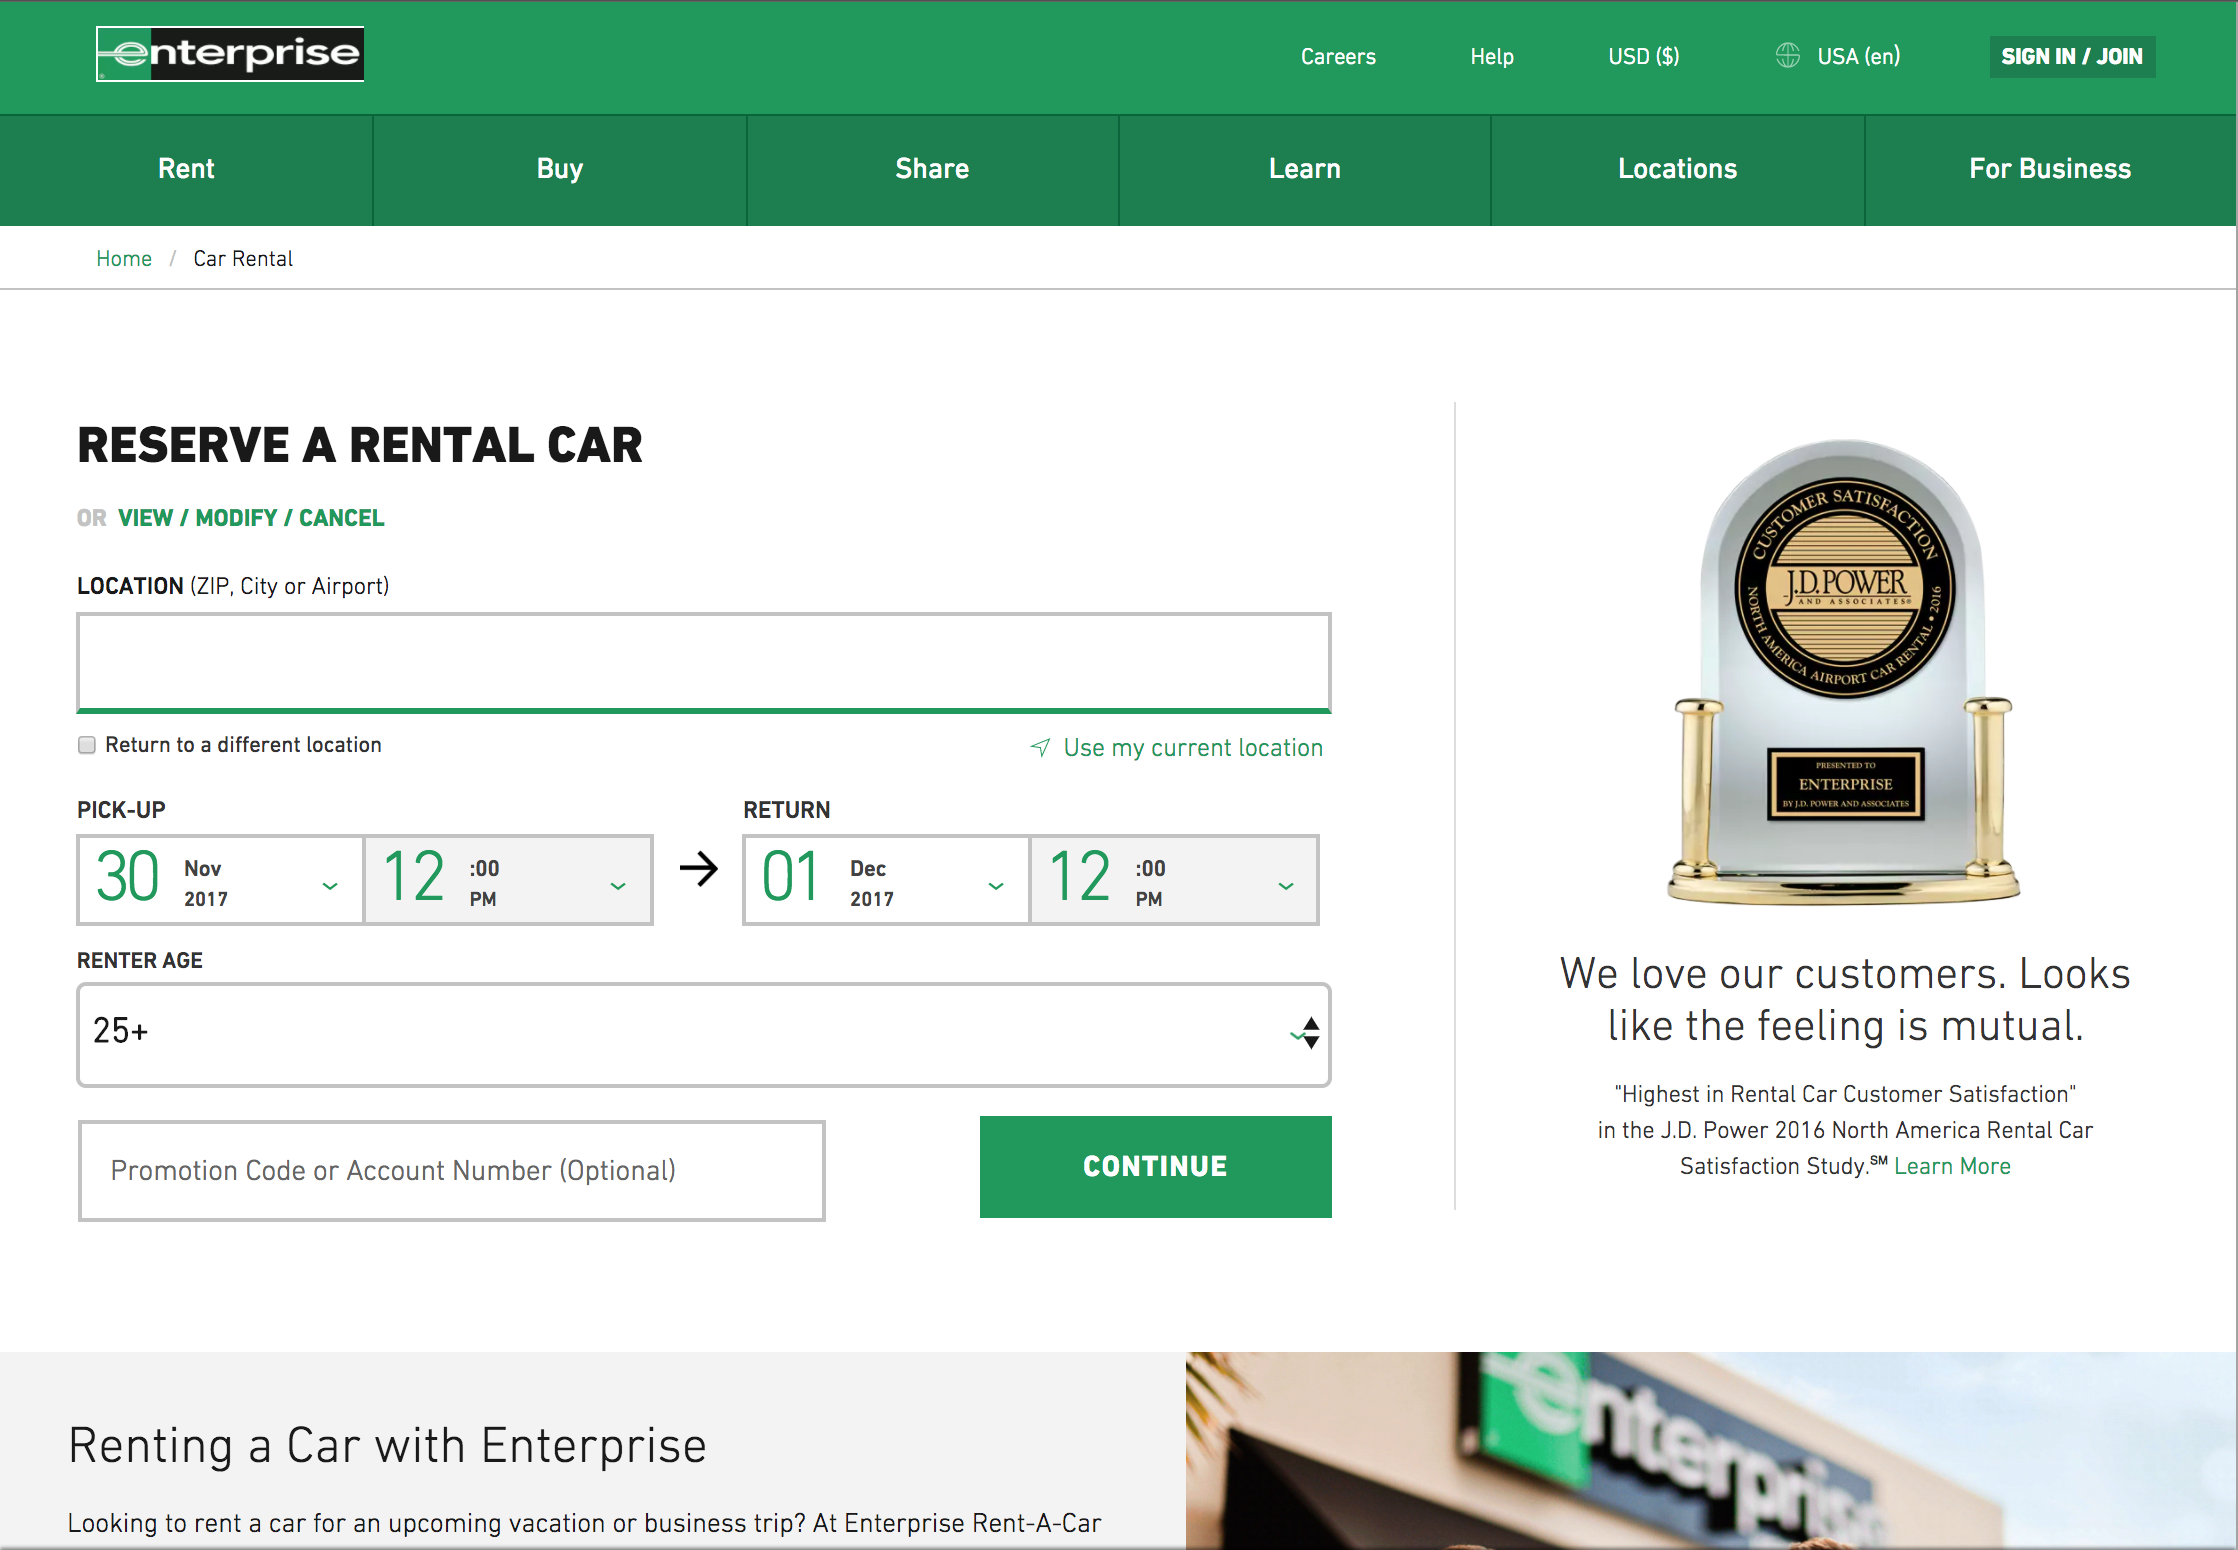 enterprise
Careers Help USD ($) USA (en) SIGN IN / JOIN
Rent Buy Share Learn Locations For Business
Home / Car Rental
RESERVE A RENTAL CAR
OR VIEW / MODIFY / CANCEL
LOCATION (ZIP, City or Airport)
Return to a different location
Use my current location
PICK-UP
30 Nov 2017
12 :00 PM
RETURN
01 Dec 2017
12 :00 PM
RENTER AGE
25+
Promotion Code or Account Number (Optional)
CONTINUE
CUSTOMER SATISFACTION
J.D. POWER
AND ASSOCIATES®
NORTH AMERICA AIRPORT CAR RENTAL • 2016
PRESENTED TO
ENTERPRISE
BY J.D. POWER AND ASSOCIATES
We love our customers. Looks
like the feeling is mutual.
"Highest in Rental Car Customer Satisfaction"
in the J.D. Power 2016 North America Rental Car
Satisfaction Study.℠ Learn More
Renting a Car with Enterprise
Looking to rent a car for an upcoming vacation or business trip? At Enterprise Rent-A-Car
enterprise